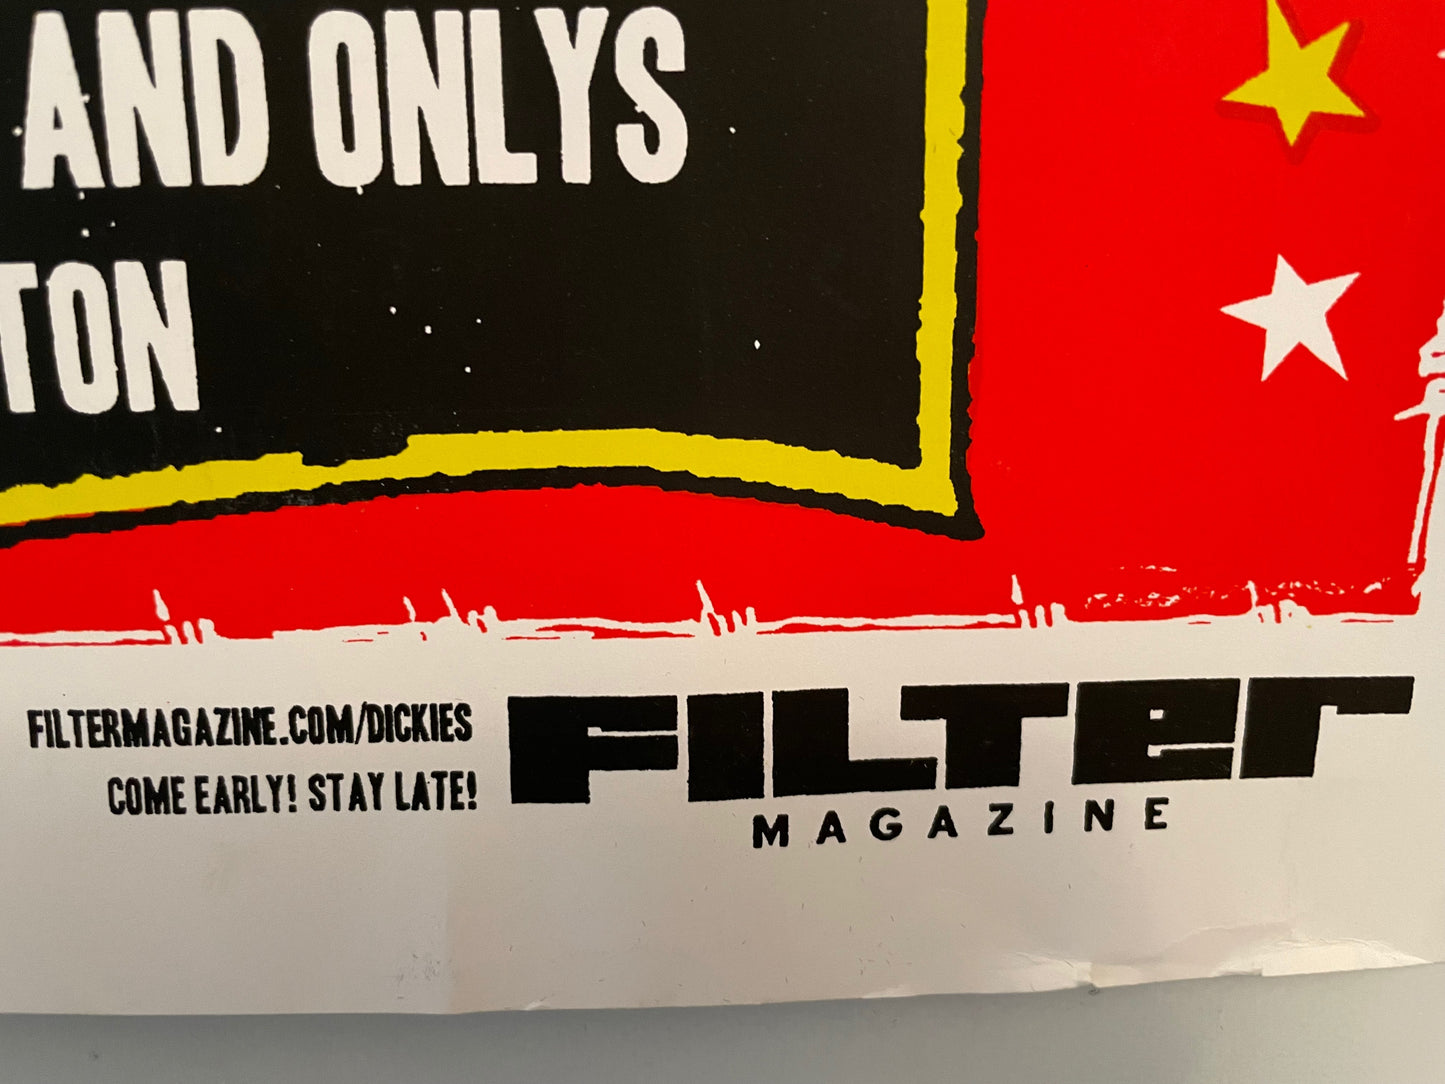 AND ONLYS
TON
FILTERMAGAZINE.COM/DICKIES
COME EARLY! STAY LATE!
FILTER
MAGAZINE